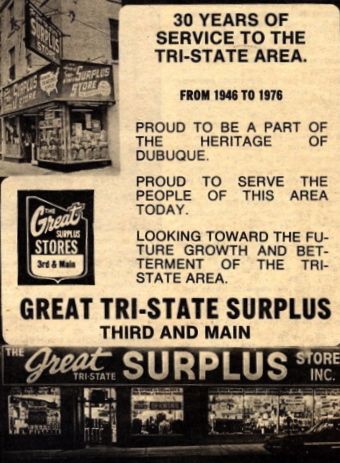 SURPLUS
STORE
SURPLUS
STORE
SURPLUS
STORE
30 YEARS OF
SERVICE TO THE
TRI-STATE AREA.
FROM 1946 TO 1976
PROUD TO BE A PART OF
THE HERITAGE OF
DUBUQUE.
PROUD TO SERVE THE
PEOPLE OF THIS AREA
TODAY.
LOOKING TOWARD THE FU-
TURE GROWTH AND BET-
TERMENT OF THE TRI-
STATE AREA.
THE
Great
SURPLUS
STORES
3rd & Main
GREAT TRI-STATE SURPLUS
THIRD AND MAIN
THE Great TRI-STATE SURPLUS STORE INC.